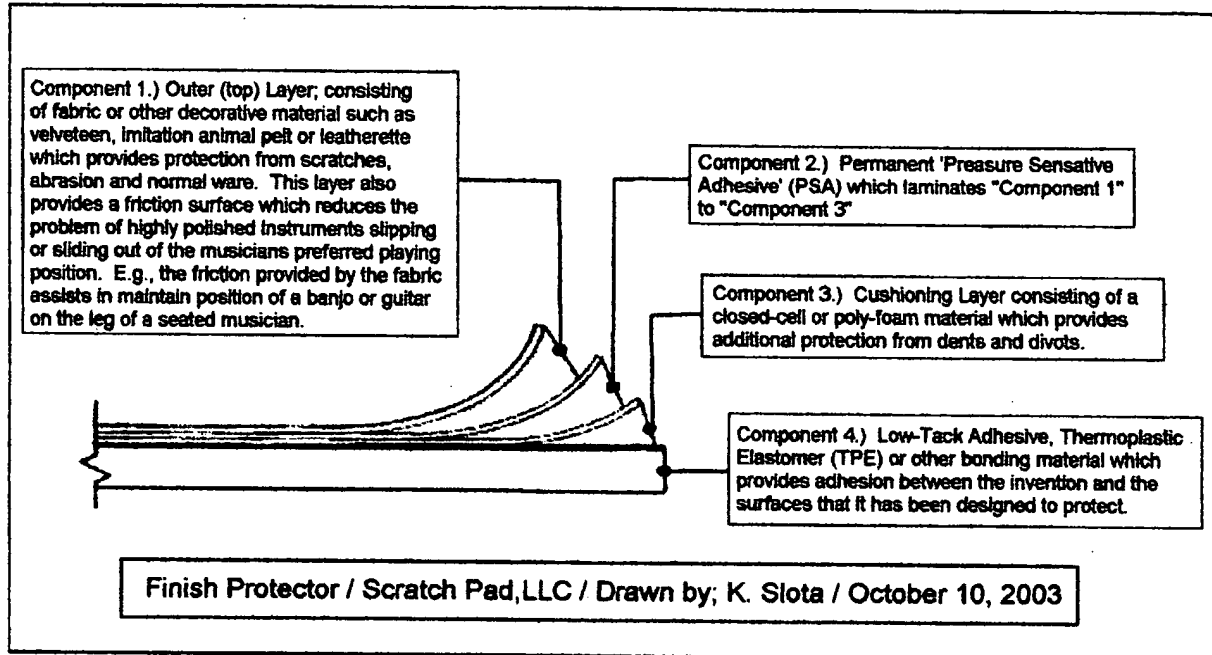 Component 1.) Outer (top) Layer; consisting
of fabric or other decorative material such as
velveteen, imitation animal pelt or leatherette
which provides protection from scratches,
abrasion and normal ware. This layer also
provides a friction surface which reduces the
problem of highly polished instruments slipping
or sliding out of the musicians preferred playing
position. E.g., the friction provided by the fabric
assists in maintain position of a banjo or guitar
on the leg of a seated musician.
Component 2.) Permanent 'Preasure Sensative
Adhesive' (PSA) which laminates "Component 1"
to "Component 3"
Component 3.) Cushioning Layer consisting of a
closed-cell or poly-foam material which provides
additional protection from dents and divots.
Component 4.) Low-Tack Adhesive, Thermoplastic
Elastomer (TPE) or other bonding material which
provides adhesion between the invention and the
surfaces that it has been designed to protect.
Finish Protector / Scratch Pad,LLC / Drawn by; K. Slota / October 10, 2003